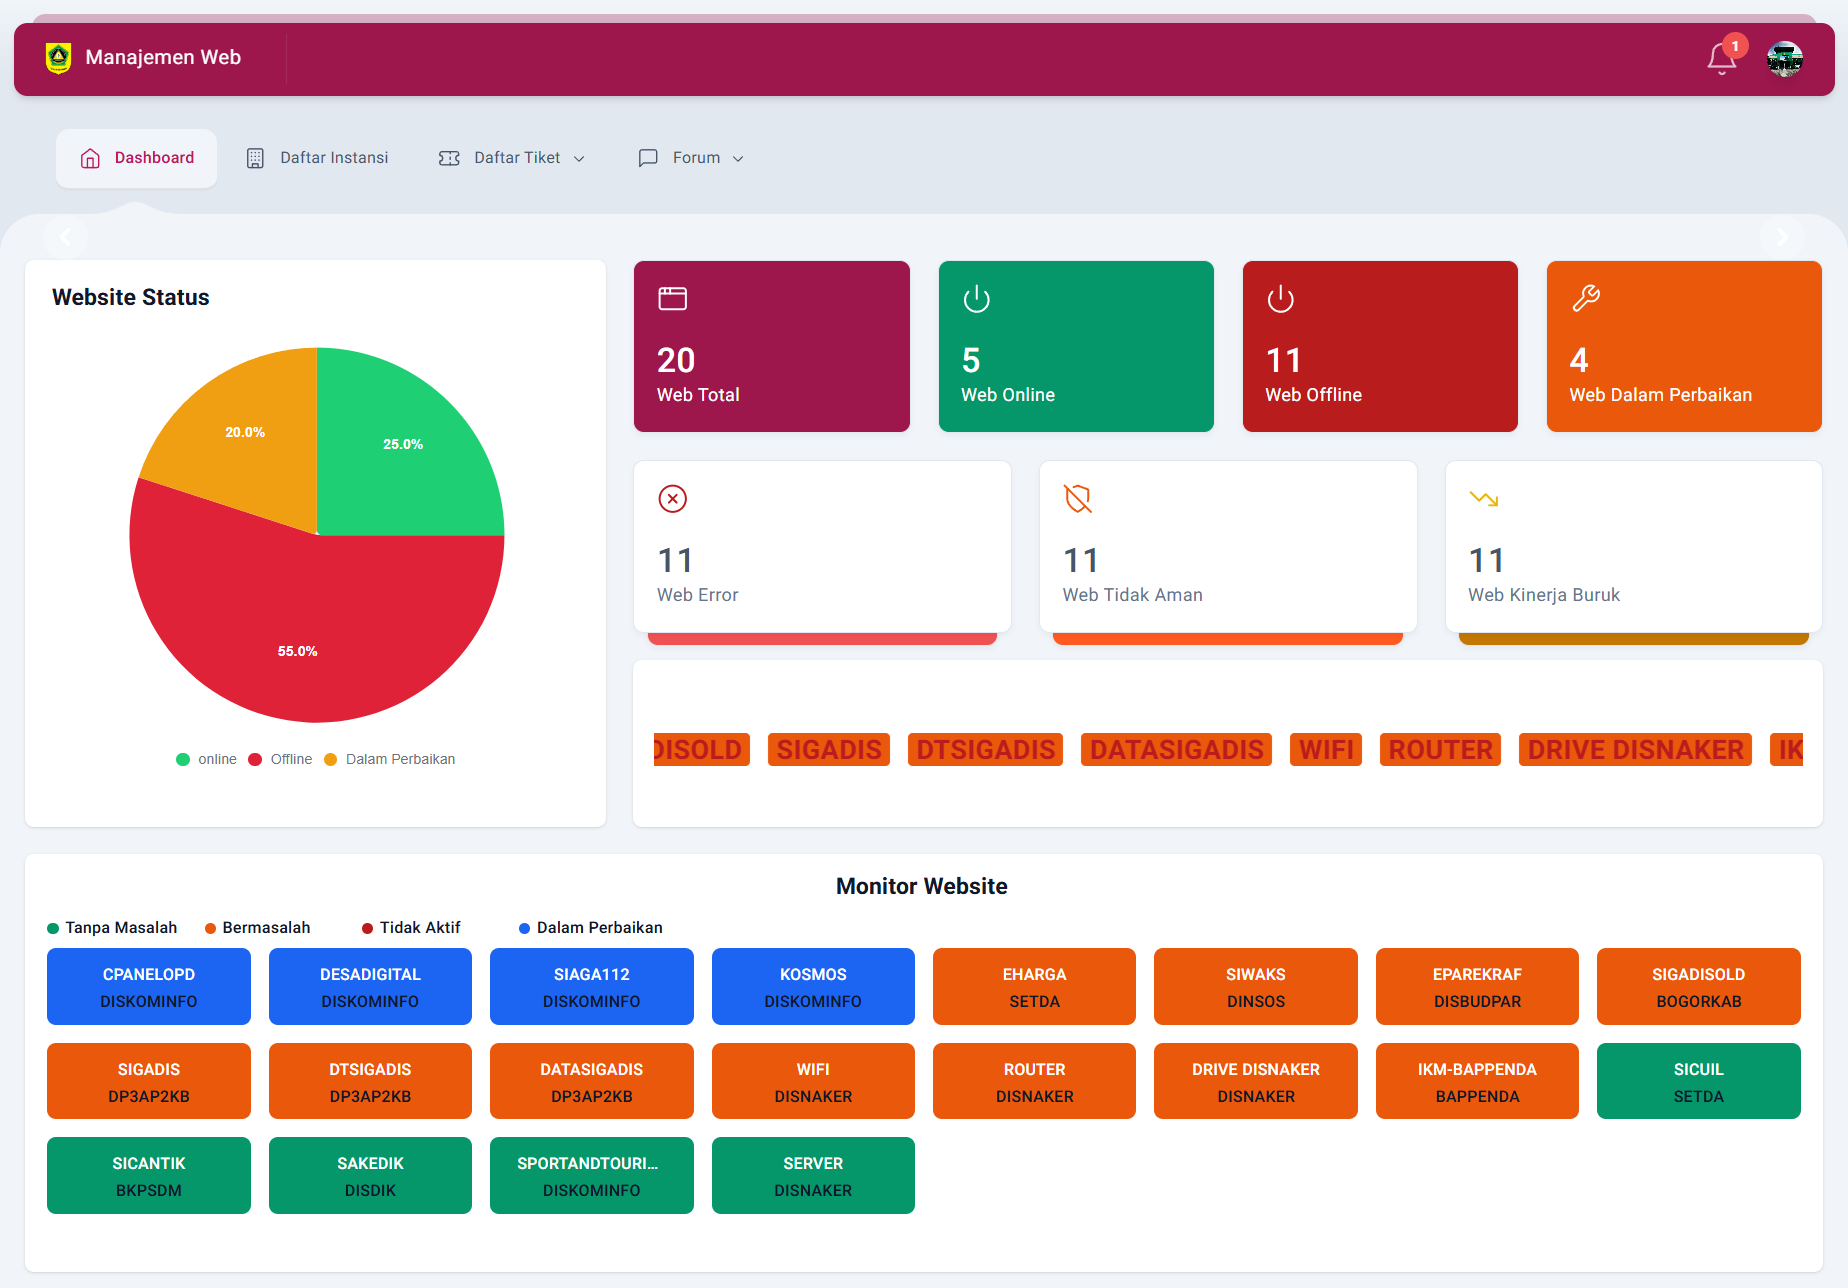 Manajemen Web
1
Dashboard
Daftar Instansi
Daftar Tiket
Forum
Website Status
20.0%
25.0%
55.0%
online
Offline
Dalam Perbaikan
20
Web Total
5
Web Online
11
Web Offline
4
Web Dalam Perbaikan
11
Web Error
11
Web Tidak Aman
11
Web Kinerja Buruk
DISOLD SIGADIS DTSIGADIS DATASIGADIS WIFI ROUTER DRIVE DISNAKER IK
Monitor Website
Tanpa Masalah
Bermasalah
Tidak Aktif
Dalam Perbaikan
CPANELOPD
DISKOMINFO
DESADIGITAL
DISKOMINFO
SIAGA112
DISKOMINFO
KOSMOS
DISKOMINFO
EHARGA
SETDA
SIWAKS
DINSOS
EPAREKRAF
DISBUDPAR
SIGADISOLD
BOGORKAB
SIGADIS
DP3AP2KB
DTSIGADIS
DP3AP2KB
DATASIGADIS
DP3AP2KB
WIFI
DISNAKER
ROUTER
DISNAKER
DRIVE DISNAKER
DISNAKER
IKM-BAPPENDA
BAPPENDA
SICUIL
SETDA
SICANTIK
BKPSDM
SAKEDIK
DISDIK
SPORTANDTOURI...
DISKOMINFO
SERVER
DISNAKER